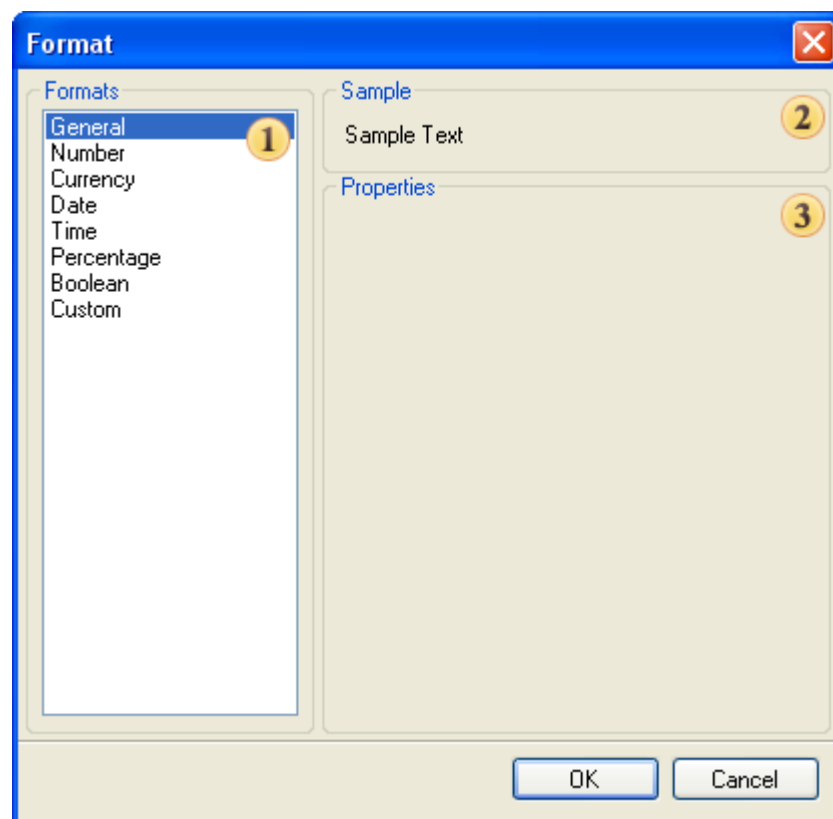 Format
Formats
General
Number
Currency
Date
Time
Percentage
Boolean
Custom
1
Sample
Sample Text
2
Properties
3
OK
Cancel